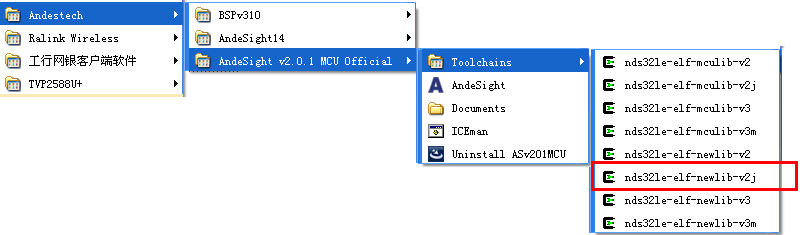 Andestech
Ralink Wireless
工行网银客户端软件
TVP2588U+
BSPv310
AndeSight14
AndeSight v2.0.1 MCU Official
Toolchains
AndeSight
Documents
ICEman
Uninstall ASv201MCU
nds32le-elf-mculib-v2
nds32le-elf-mculib-v2j
nds32le-elf-mculib-v3
nds32le-elf-mculib-v3m
nds32le-elf-newlib-v2
nds32le-elf-newlib-v2j
nds32le-elf-newlib-v3
nds32le-elf-newlib-v3m